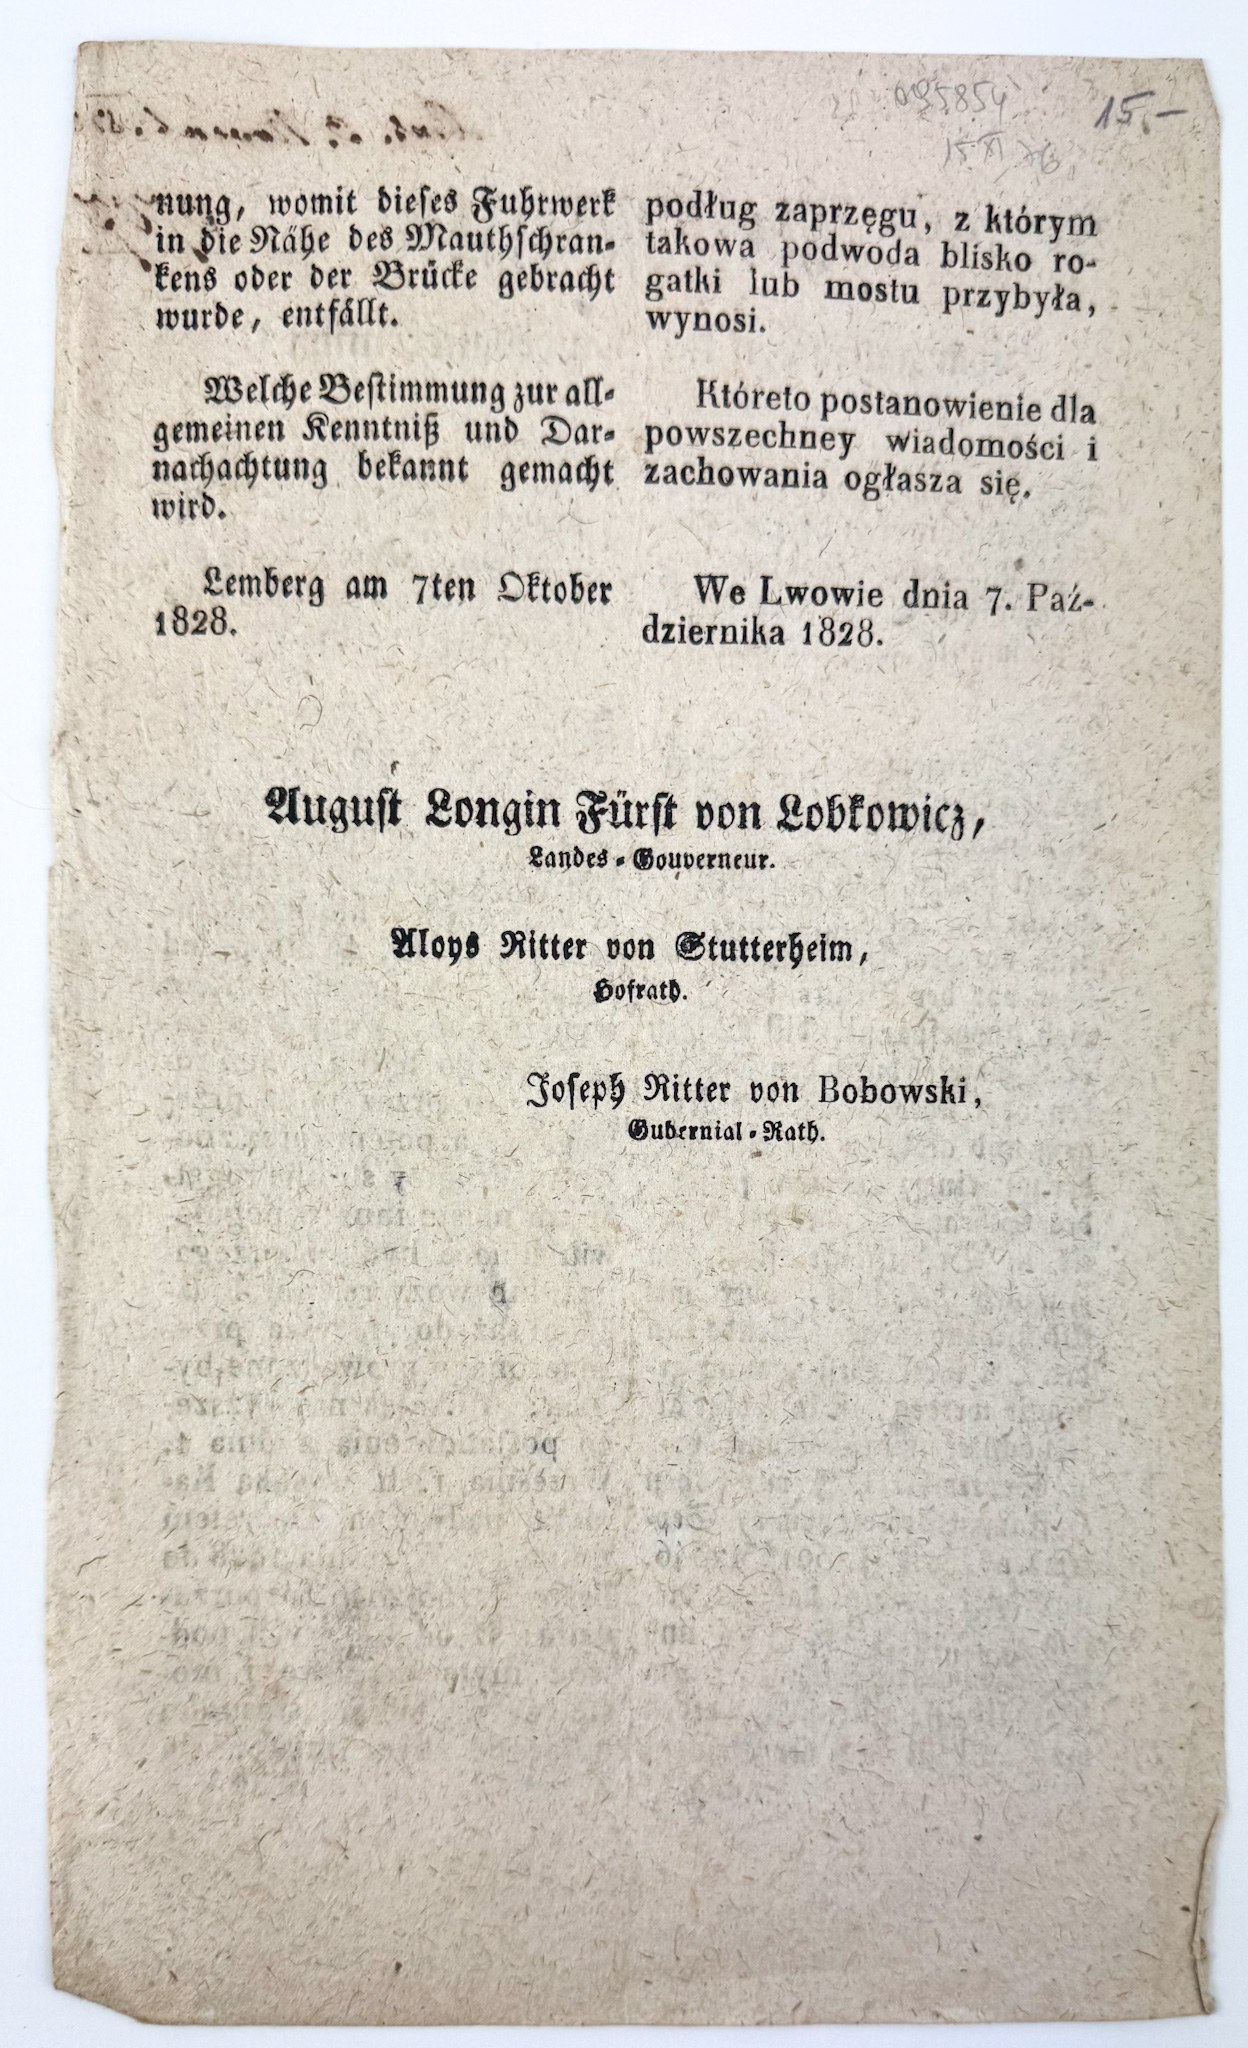 095854
15.-
15 XI 76
nung, womit dieses Fuhrwerk
in die Nähe des Mauthschran-
kens oder der Brücke gebracht
wurde, entfällt.
Welche Bestimmung zur all-
gemeinen Kenntniß und Dar-
nachachtung bekannt gemacht
wird.
Lemberg am 7ten Oktober
1828.
podług zaprzęgu, z którym
takowa podwoda blisko ro-
gatki lub mostu przybyła,
wynosi.
Któreto postanowienie dla
powszechney wiadomości i
zachowania ogłasza się.
We Lwowie dnia 7. Paź-
dziernika 1828.
August Longin Fürst von Lobkowicz,
Landes-Gouverneur.
Aloys Ritter von Stutterheim,
Hofrath.
Joseph Ritter von Bobowski,
Gubernial-Rath.